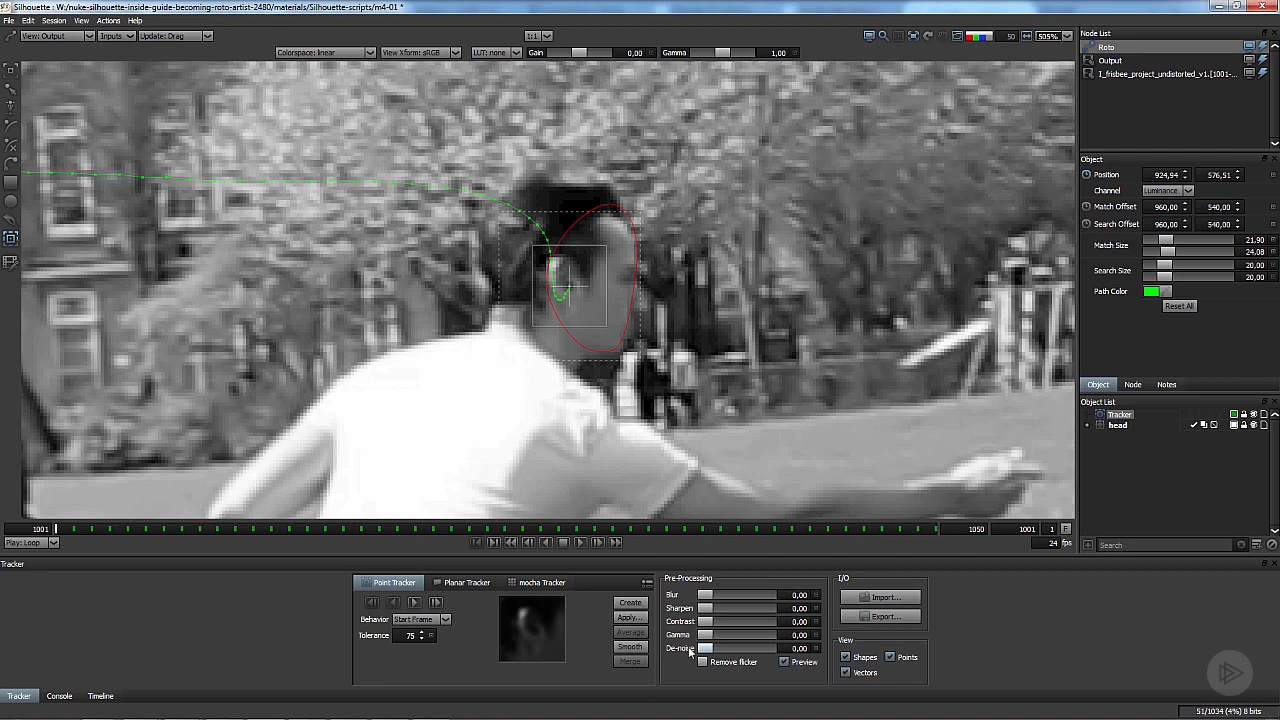 Silhouette : W:/nuke-silhouette-inside-guide-becoming-roto-artist-2480/materials/Silhouette-scripts/m4-01 *
File Edit Session View Actions Help
View: Output Inputs Update: Drag 1:1 50 505%
Colorspace: linear View Xform: sRGB LUT: none Gain 0,00 Gamma 1,00
Node List
Roto
Output
I_frisbee_project_undistorted_v1.[1001-...
Object
Position 924,94 576,51
Channel Luminance
Match Offset 960,00 540,00
Search Offset 960,00 540,00
Match Size 21,90
24,08
Search Size 20,00
20,00
Path Color
Reset All
Object Node Notes
Object List
Tracker
head
Search
1001 1050 1001 1 F
Play: Loop 24 fps
Tracker
Point Tracker Planar Tracker mocha Tracker
Behavior Start Frame
Tolerance 75
Create
Apply...
Average
Smooth
Merge
Pre-Processing
Blur 0,00
Sharpen 0,00
Contrast 0,00
Gamma 0,00
De-noise 0,00
Remove flicker Preview
I/O
Import...
Export...
View
Shapes Points
Vectors
Tracker Console Timeline
51/1034 (4%) 8 bits